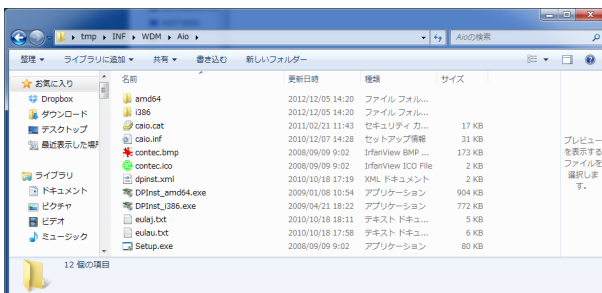 tmp ▸ INF ▸ WDM ▸ Aio ▸
Aioの検索
整理 ▼ ライブラリに追加 ▼ 共有 ▼ 書き込む 新しいフォルダー
お気に入り
Dropbox
ダウンロード
デスクトップ
最近表示した場所
ライブラリ
ドキュメント
ピクチャ
ビデオ
ミュージック
名前 更新日時 種類 サイズ
amd64 2012/12/05 14:20 ファイル フォル...
i386 2012/12/05 14:20 ファイル フォル...
caio.cat 2011/02/21 11:43 セキュリティ カ... 17 KB
caio.inf 2010/12/07 14:28 セットアップ情報 31 KB
contec.bmp 2008/09/09 9:02 IrfanView BMP ... 173 KB
contec.ico 2008/09/09 9:02 IrfanView ICO File 2 KB
dpinst.xml 2010/10/18 17:19 XML ドキュメント 2 KB
DPInst_amd64.exe 2009/01/08 10:54 アプリケーション 904 KB
DPInst_i386.exe 2009/04/21 18:22 アプリケーション 772 KB
eulaj.txt 2010/10/18 18:11 テキスト ドキュ... 5 KB
eulau.txt 2010/10/18 17:58 テキスト ドキュ... 6 KB
Setup.exe 2008/09/09 9:02 アプリケーション 80 KB
プレビュー
を表示する
ファイルを
選択しま
す。
12 個の項目